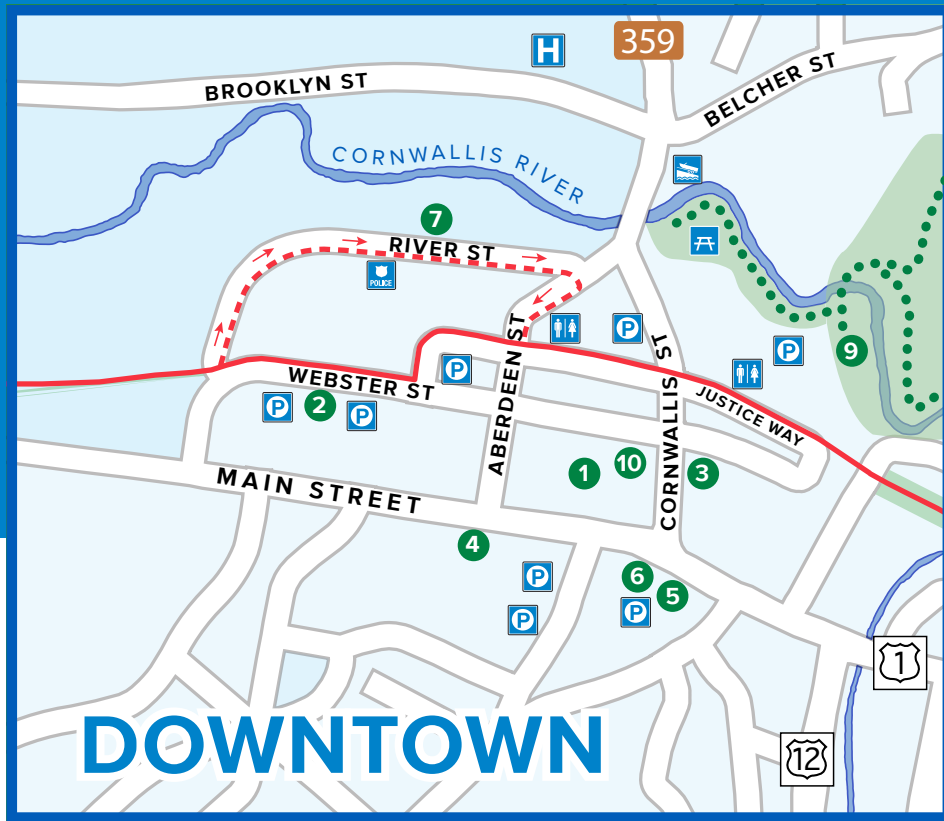 H
359
BROOKLYN ST
BELCHER ST
CORNWALLIS RIVER
7
RIVER ST
POLICE
P
P
9
ABERDEEN ST
CORNWALLIS ST
P
WEBSTER ST
JUSTICE WAY
P
2
P
MAIN STREET
1
10
3
4
P
6
5
P
P
1
12
DOWNTOWN